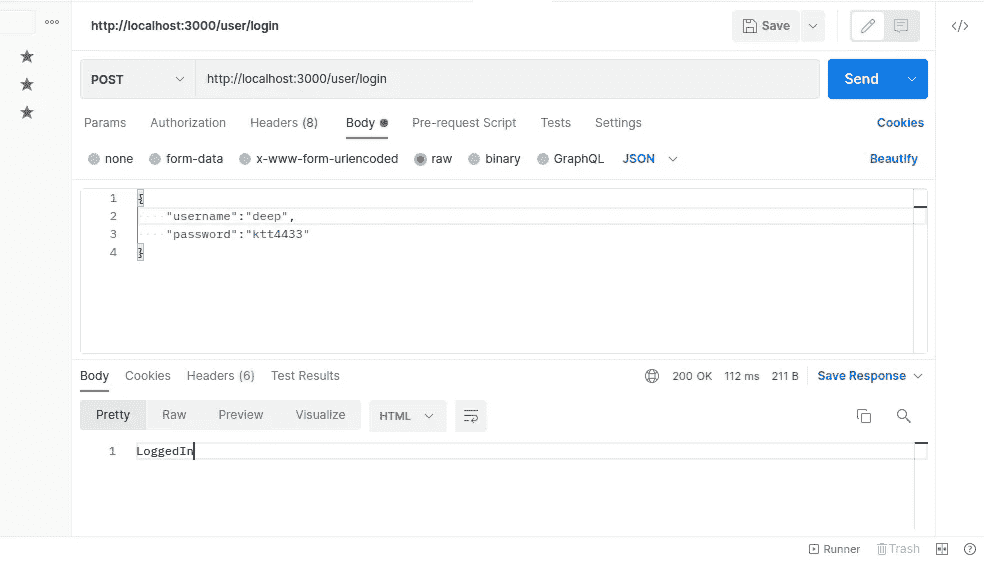 http://localhost:3000/user/login
Save
POST
http://localhost:3000/user/login
Send
Params Authorization Headers (8) Body Pre-request Script Tests Settings Cookies
none form-data x-www-form-urlencoded raw binary GraphQL JSON Beautify
1 {
2 "username":"deep",
3 "password":"ktt4433"
4 }
Body Cookies Headers (6) Test Results 200 OK 112 ms 211 B Save Response
Pretty Raw Preview Visualize HTML
1 LoggedIn
Runner Trash